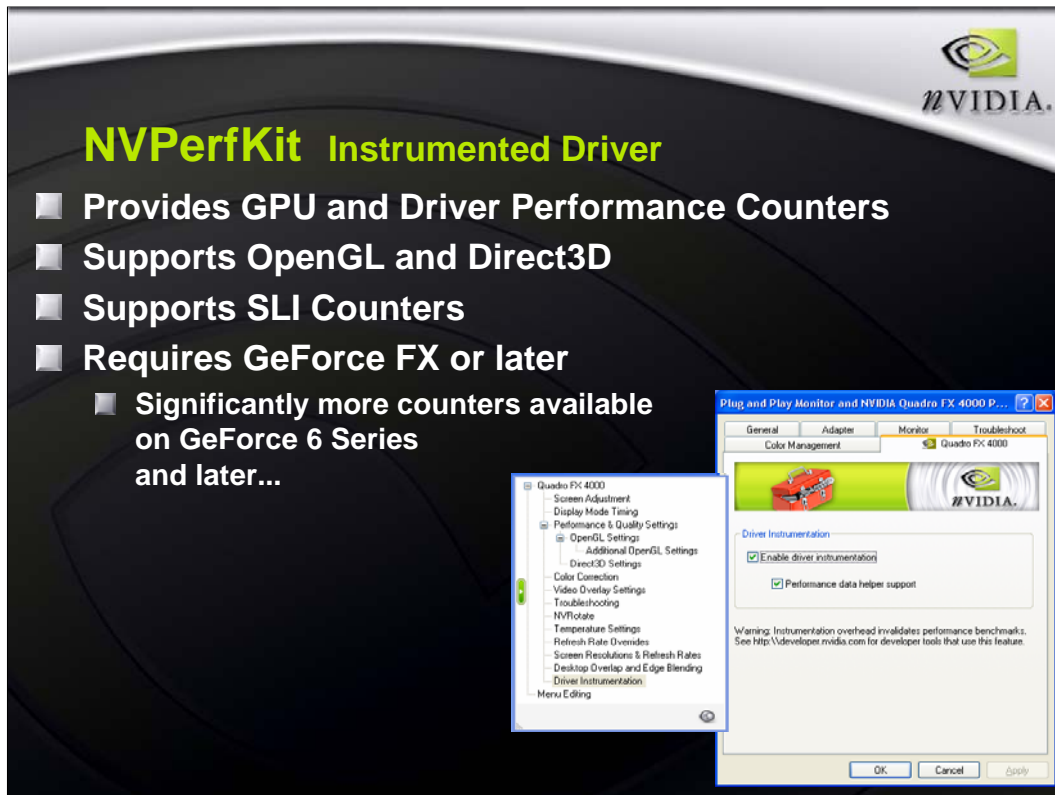 nVIDIA.
NVPerfKit Instrumented Driver
Provides GPU and Driver Performance Counters
Supports OpenGL and Direct3D
Supports SLI Counters
Requires GeForce FX or later
Significantly more counters available
on GeForce 6 Series
and later...
Quadro FX 4000
Screen Adjustment
Display Mode Timing
Performance & Quality Settings
OpenGL Settings
Additional OpenGL Settings
Direct3D Settings
Color Correction
Video Overlay Settings
Troubleshooting
NVRotate
Temperature Settings
Refresh Rate Overrides
Screen Resolutions & Refresh Rates
Desktop Overlap and Edge Blending
Driver Instrumentation
Menu Editing
Plug and Play Monitor and NVIDIA Quadro FX 4000 P...
General Adapter Monitor Troubleshoot
Color Management Quadro FX 4000
nVIDIA.
Driver Instrumentation
Enable driver instrumentation
Performance data helper support
Warning: Instrumentation overhead invalidates performance benchmarks.
See http:\\developer.nvidia.com for developer tools that use this feature.
OK Cancel Apply